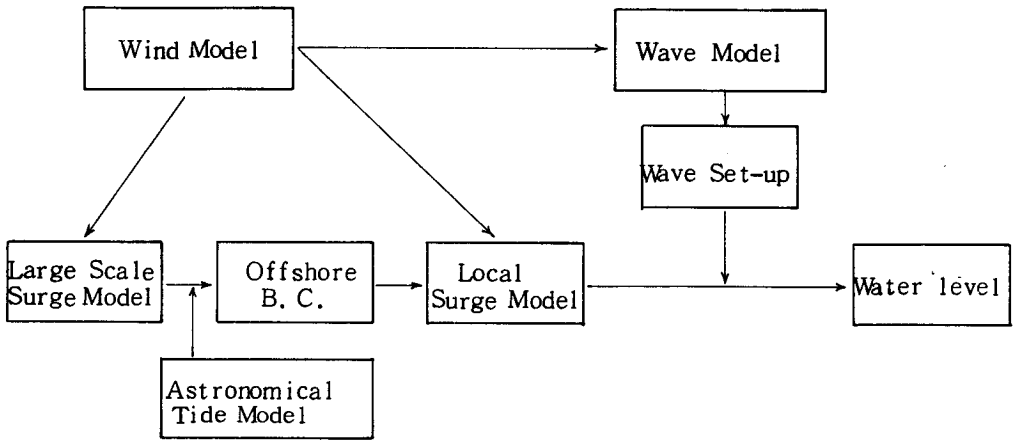 Wind Model
Wave Model
Wave Set-up
Large Scale
Surge Model
Offshore
B. C.
Local
Surge Model
Water level
Astronomical
Tide Model